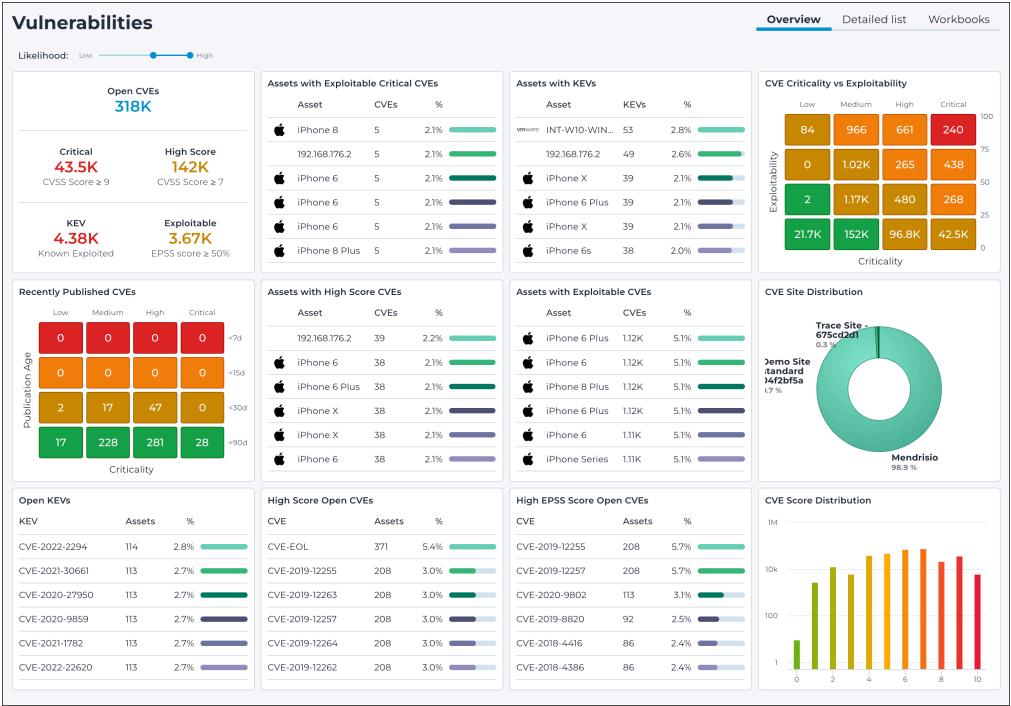 Vulnerabilities
Overview Detailed list Workbooks
Likelihood: Low High
Open CVEs
318K
Critical High Score
43.5K 142K
CVSS Score ≥ 9 CVSS Score ≥ 7
KEV Exploitable
4.38K 3.67K
Known Exploited EPSS score ≥ 50%
Assets with Exploitable Critical CVEs
Asset CVEs %
iPhone 8 5 2.1%
192.168.176.2 5 2.1%
iPhone 6 5 2.1%
iPhone 6 5 2.1%
iPhone 6 5 2.1%
iPhone 8 Plus 5 2.1%
Assets with KEVs
Asset KEVs %
vmware INT-W10-WIN... 53 2.8%
192.168.176.2 49 2.6%
iPhone X 39 2.1%
iPhone 6 Plus 39 2.1%
iPhone X 39 2.1%
iPhone 6s 38 2.0%
CVE Criticality vs Exploitability
Low Medium High Critical
100
84 966 661 240
75
0 1.02K 265 438
50
2 1.17K 480 268
25
21.7K 152K 96.8K 42.5K
0
Exploitability
Criticality
Recently Published CVEs
Low Medium High Critical
0 0 0 0 <7d
0 0 0 0 <15d
2 17 47 0 <30d
17 228 281 28 <90d
Publication Age
Criticality
Assets with High Score CVEs
Asset CVEs %
192.168.176.2 39 2.2%
iPhone 6 38 2.1%
iPhone 6 Plus 38 2.1%
iPhone X 38 2.1%
iPhone X 38 2.1%
iPhone 6 38 2.1%
Assets with Exploitable CVEs
Asset CVEs %
iPhone 6 Plus 1.12K 5.1%
iPhone 6 1.12K 5.1%
iPhone 8 Plus 1.12K 5.1%
iPhone 6 Plus 1.12K 5.1%
iPhone 6 1.11K 5.1%
iPhone Series 1.11K 5.1%
CVE Site Distribution
Trace Site -
675cd2d1
0.3 %
Demo Site
standard
04f2bf5a
0.7 %
Mendrisio
98.9 %
Open KEVs
KEV Assets %
CVE-2022-2294 114 2.8%
CVE-2021-30661 113 2.7%
CVE-2020-27950 113 2.7%
CVE-2020-9859 113 2.7%
CVE-2021-1782 113 2.7%
CVE-2022-22620 113 2.7%
High Score Open CVEs
CVE Assets %
CVE-EOL 371 5.4%
CVE-2019-12255 208 3.0%
CVE-2019-12263 208 3.0%
CVE-2019-12257 208 3.0%
CVE-2019-12264 208 3.0%
CVE-2019-12262 208 3.0%
High EPSS Score Open CVEs
CVE Assets %
CVE-2019-12255 208 5.7%
CVE-2019-12257 208 5.7%
CVE-2020-9802 113 3.1%
CVE-2019-8820 92 2.5%
CVE-2018-4416 86 2.4%
CVE-2018-4386 86 2.4%
CVE Score Distribution
1M
10k
100
1
0 2 4 6 8 10